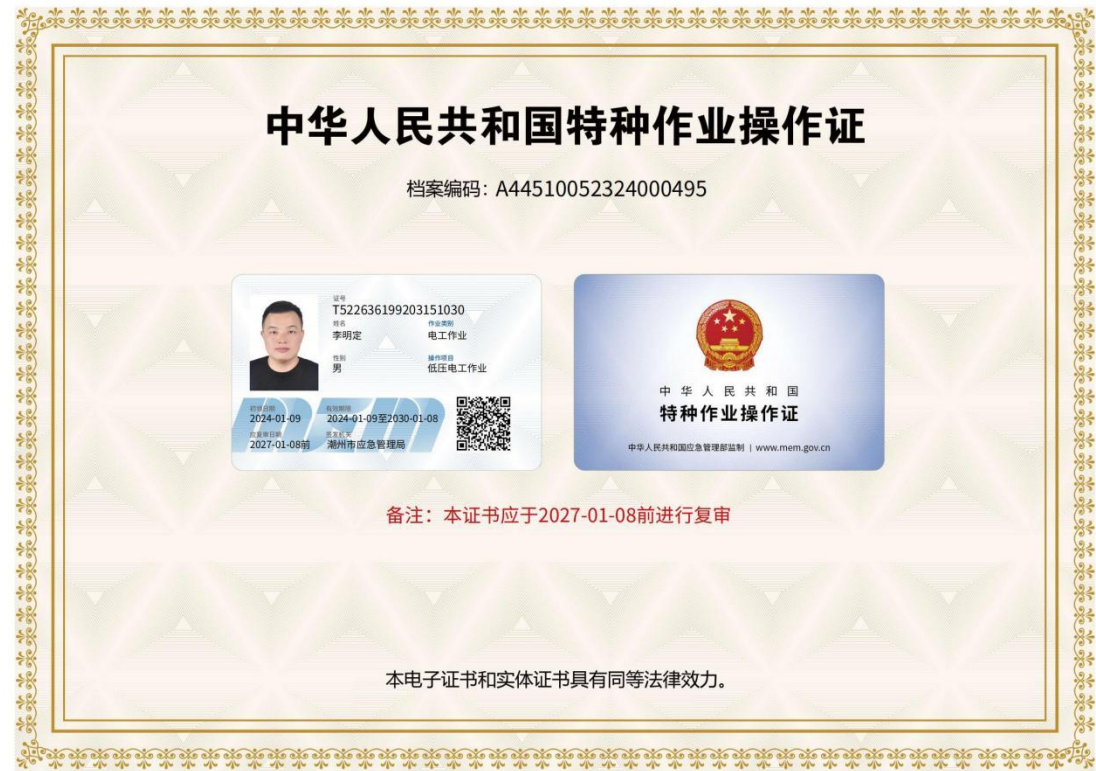 中华人民共和国特种作业操作证
档案编码：A44510052324000495
证号
T522636199203151030
姓名 作业类别
李明定 电工作业
性别 操作项目
男 低压电工作业
初领日期 有效期限
2024-01-09 2024-01-09至2030-01-08
应复审日期 签发机关
2027-01-08前 潮州市应急管理局
中华人民共和国
特种作业操作证
中华人民共和国应急管理部监制 | www.mem.gov.cn
备注：本证书应于2027-01-08前进行复审
本电子证书和实体证书具有同等法律效力。